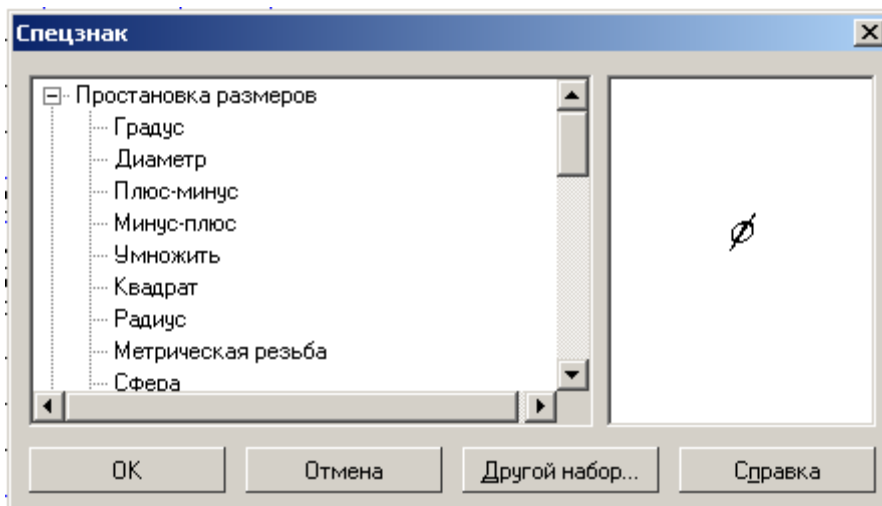 Спецзнак
Простановка размеров
Градус
Диаметр
Плюс-минус
Минус-плюс
Умножить
Квадрат
Радиус
Метрическая резьба
Сфера
OK
Отмена
Другой набор...
Справка